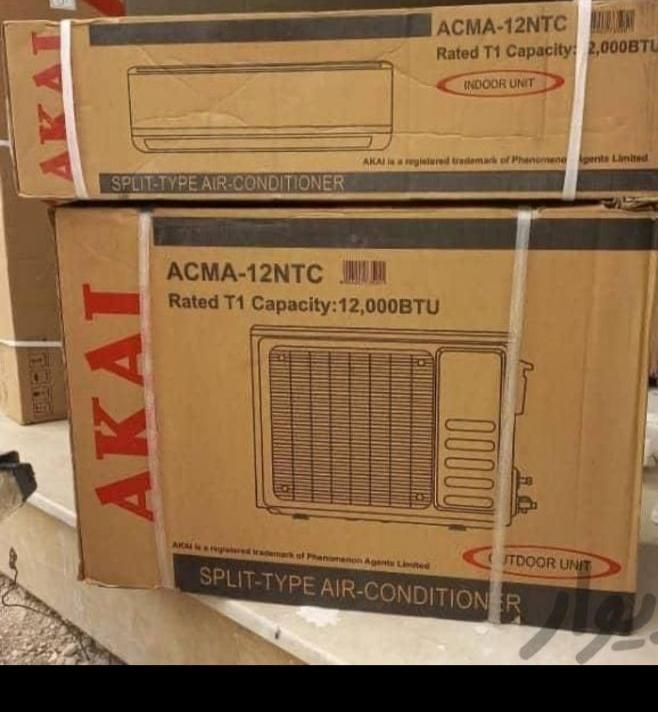 AKAI
ACMA-12NTC
Rated T1 Capacity: 2,000BTU
INDOOR UNIT
AKAI is a registered trademark of Phenomeno Agents Limited
SPLIT-TYPE AIR-CONDITIONER
AKAI
ACMA-12NTC
Rated T1 Capacity:12,000BTU
AKAI is a registered trademark of Phenomenon Agents Limited
OUTDOOR UNIT
SPLIT-TYPE AIR-CONDITIONER
دیوار